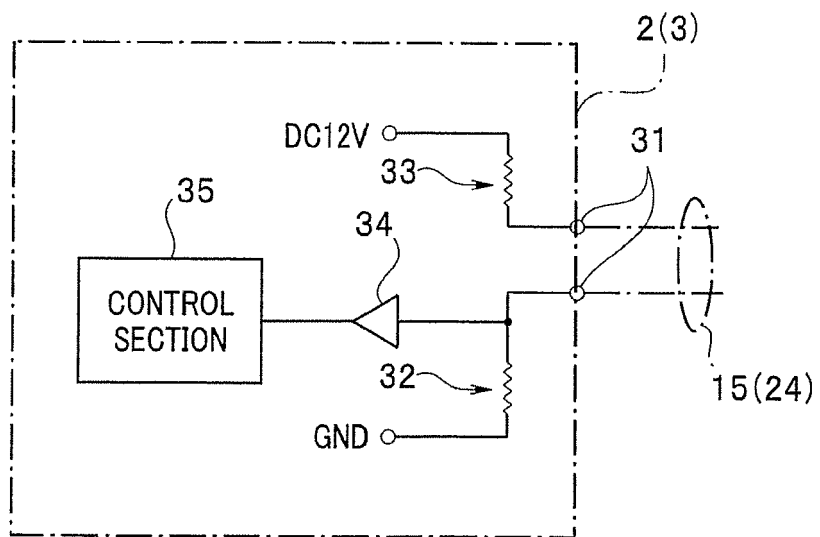 2(3)
DC12V
31
33
35
34
CONTROL
SECTION
32
15(24)
GND